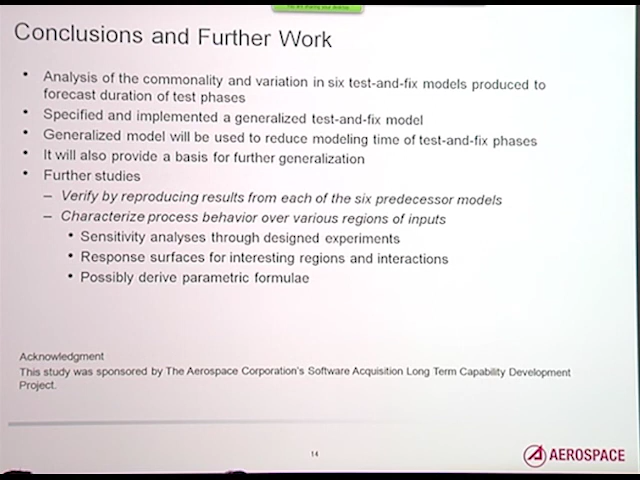 Conclusions and Further Work
• Analysis of the commonality and variation in six test-and-fix models produced to
forecast duration of test phases
• Specified and implemented a generalized test-and-fix model
• Generalized model will be used to reduce modeling time of test-and-fix phases
• It will also provide a basis for further generalization
• Further studies
– Verify by reproducing results from each of the six predecessor models
– Characterize process behavior over various regions of inputs
• Sensitivity analyses through designed experiments
• Response surfaces for interesting regions and interactions
• Possibly derive parametric formulae
Acknowledgment
This study was sponsored by The Aerospace Corporation's Software Acquisition Long Term Capability Development
Project.
14
AEROSPACE